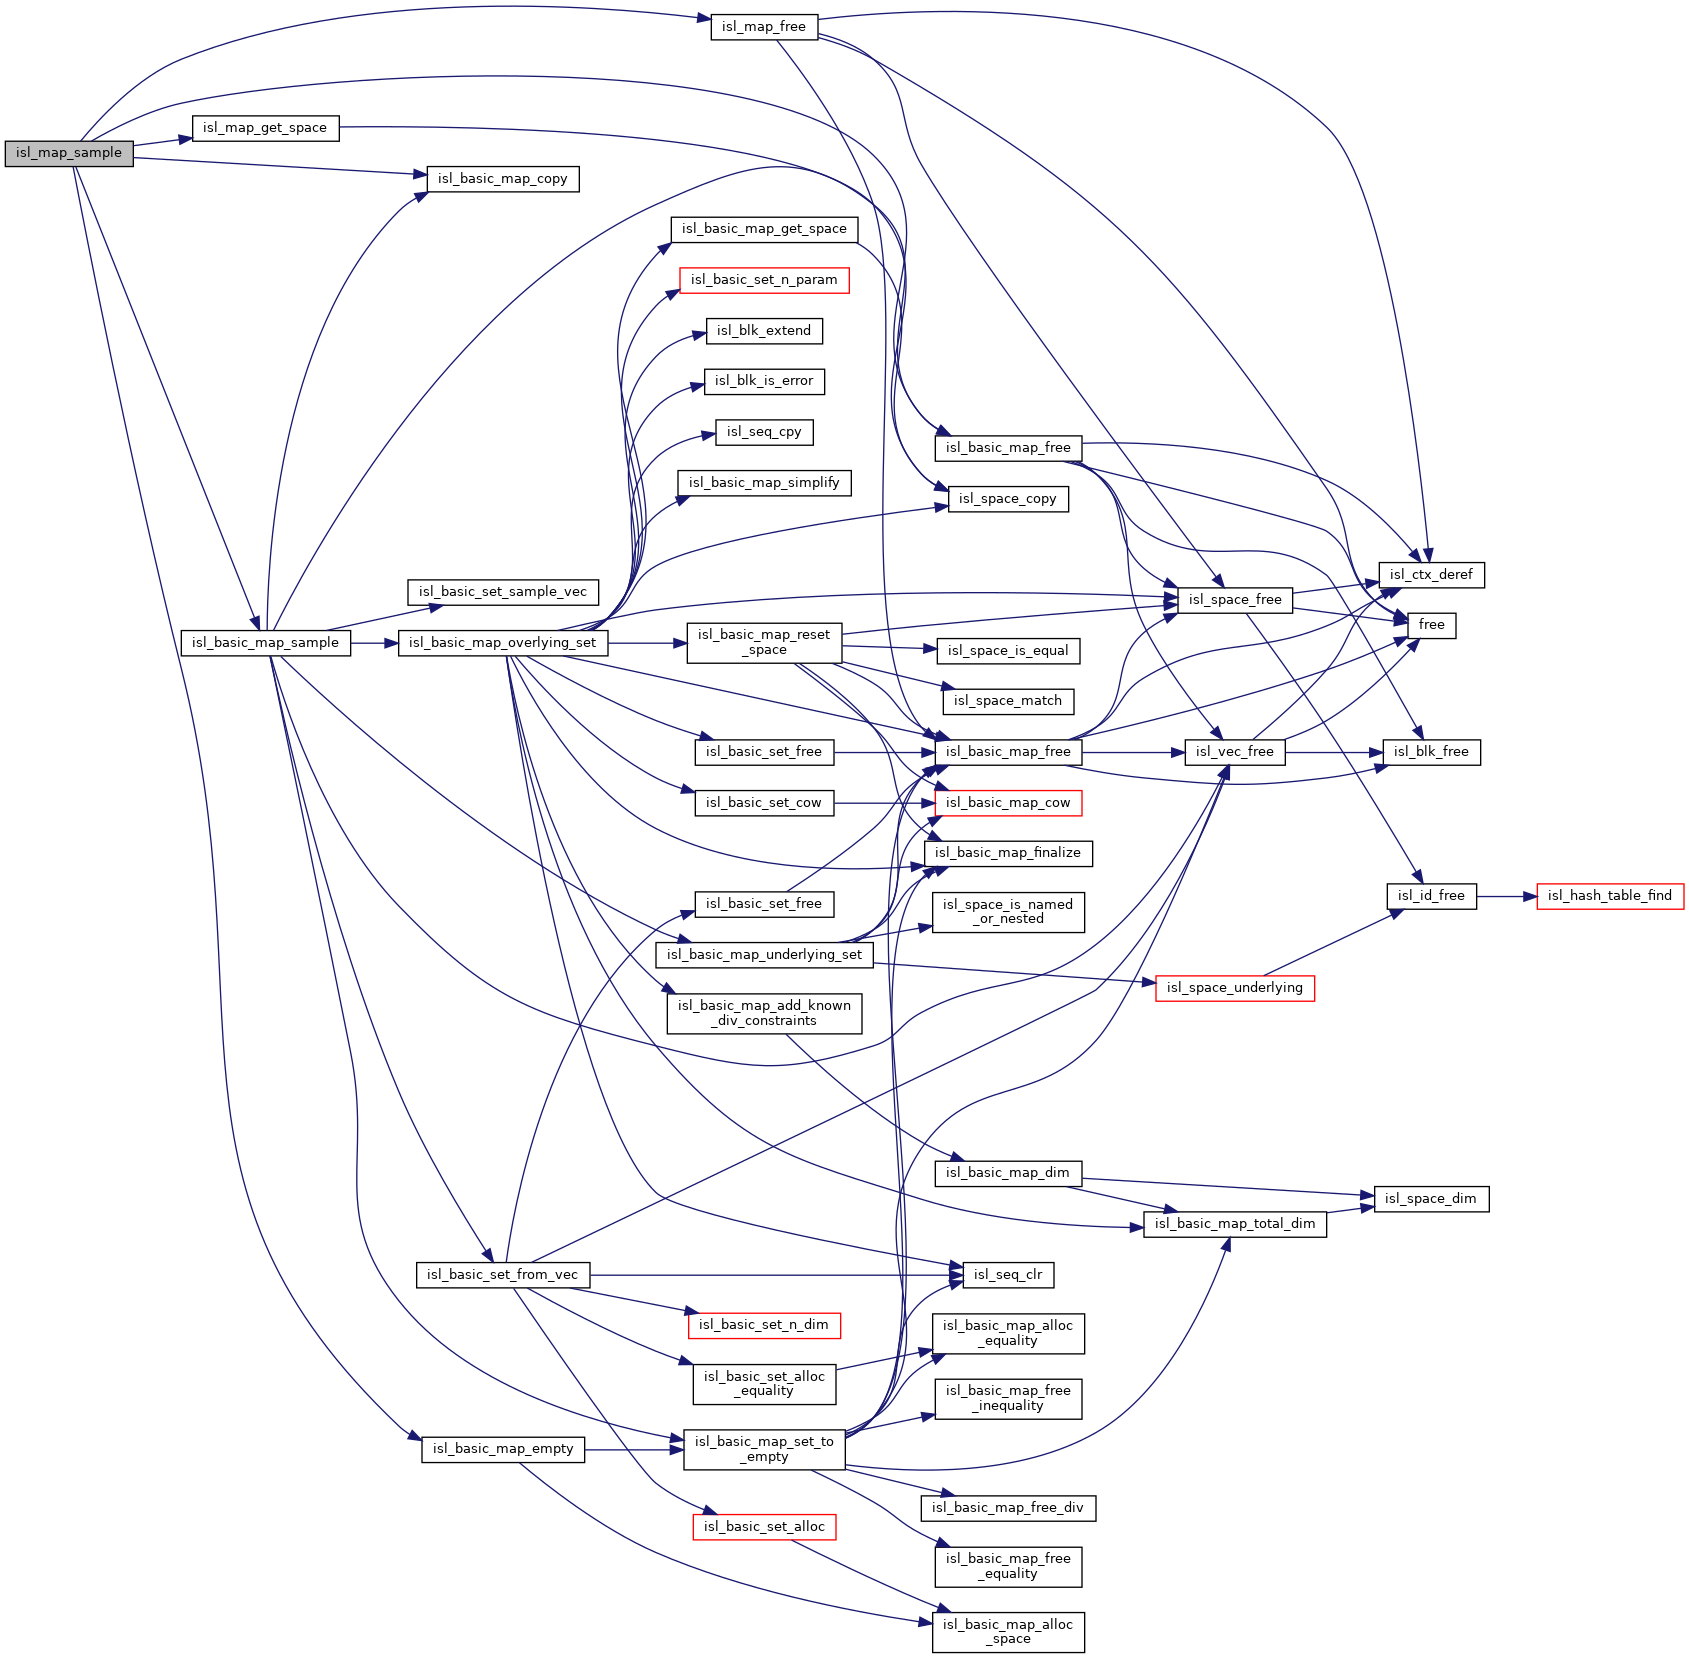 isl_map_free
isl_map_get_space
isl_map_sample
isl_basic_map_copy
isl_basic_map_get_space
isl_basic_set_n_param
isl_blk_extend
isl_blk_is_error
isl_seq_cpy
isl_basic_map_free
isl_basic_map_simplify
isl_space_copy
isl_ctx_deref
isl_basic_set_sample_vec
isl_space_free
free
isl_basic_map_sample
isl_basic_map_overlying_set
isl_basic_map_reset
_space
isl_space_is_equal
isl_space_match
isl_basic_set_free
isl_basic_map_free
isl_vec_free
isl_blk_free
isl_basic_set_cow
isl_basic_map_cow
isl_basic_map_finalize
isl_id_free
isl_hash_table_find
isl_basic_set_free
isl_space_is_named
_or_nested
isl_basic_map_underlying_set
isl_space_underlying
isl_basic_map_add_known
_div_constraints
isl_basic_map_dim
isl_space_dim
isl_basic_map_total_dim
isl_basic_set_from_vec
isl_seq_clr
isl_basic_set_n_dim
isl_basic_map_alloc
_equality
isl_basic_set_alloc
_equality
isl_basic_map_free
_inequality
isl_basic_map_empty
isl_basic_map_set_to
_empty
isl_basic_map_free_div
isl_basic_set_alloc
isl_basic_map_free
_equality
isl_basic_map_alloc
_space